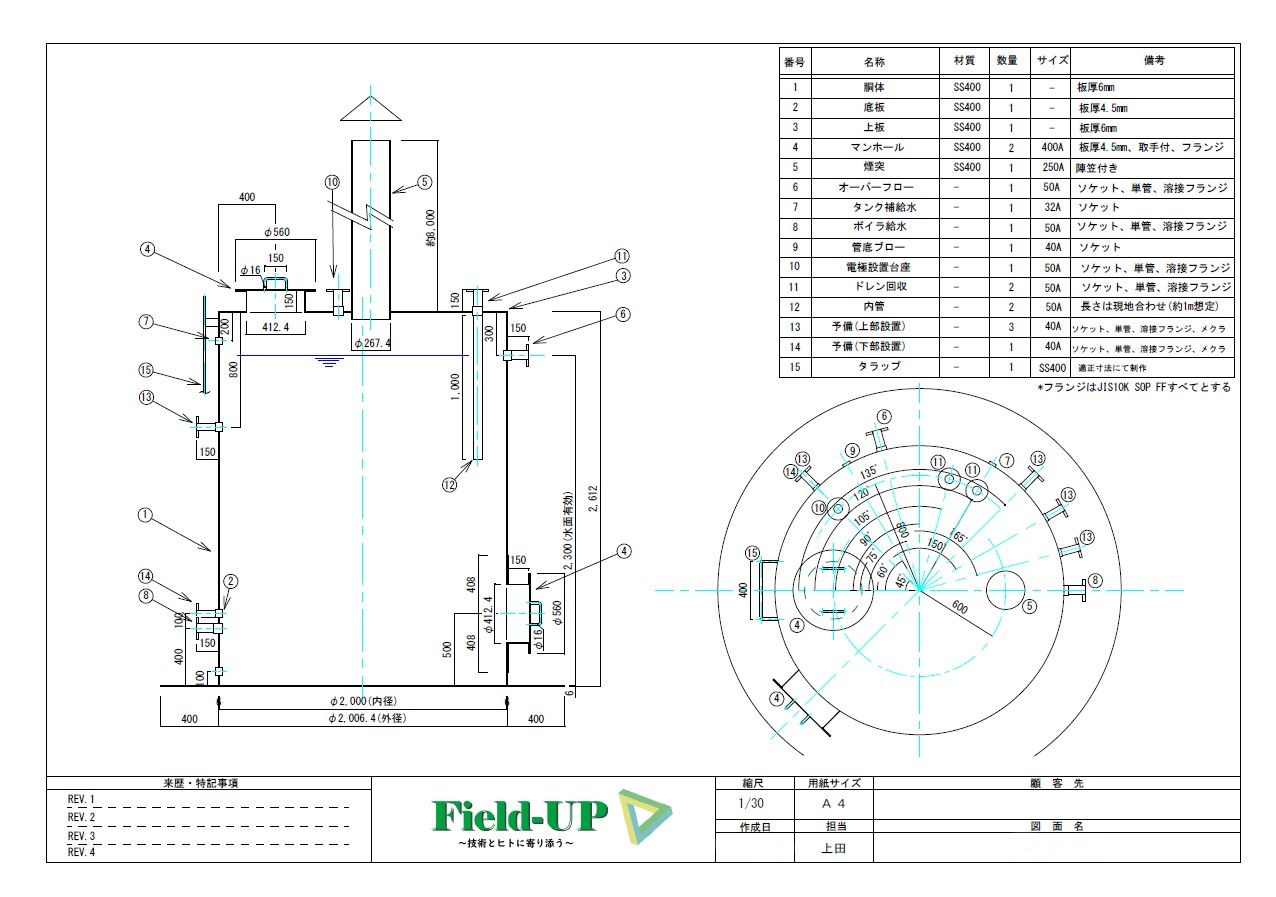 番号 名称 材質 数量 サイズ 備考
1 胴体 SS400 1 - 板厚6mm
2 底板 SS400 1 - 板厚4.5mm
3 上板 SS400 1 - 板厚6mm
4 マンホール SS400 2 400A 板厚4.5mm、取手付、フランジ
5 煙突 SS400 1 250A 陣笠付き
6 オーバーフロー - 1 50A ソケット、単管、溶接フランジ
7 タンク補給水 - 1 32A ソケット
8 ボイラ給水 - 1 50A ソケット、単管、溶接フランジ
9 管底ブロー - 1 40A ソケット
10 電極設置台座 - 1 50A ソケット、単管、溶接フランジ
11 ドレン回収 - 2 50A ソケット、単管、溶接フランジ
12 内管 - 2 50A 長さは現地合わせ(約1m想定)
13 予備(上部設置) - 3 40A ソケット、単管、溶接フランジ、メクラ
14 予備(下部設置) - 1 40A ソケット、単管、溶接フランジ、メクラ
15 タラップ - 1 SS400 適正寸法にて制作
*フランジはJIS10K SOP FFすべてとする
10
5
400
約8,000
φ560
4
150
φ16
150
412.4
φ267.4
11
3
150
6
7
200
300
150
15
800
1,000
13
150
12
1
2,300(水面有効)
2,612
14
2
8
100
150
400
100
150
4
408
φ412.4
φ560
φ16
408
500
6
6
φ2,000(内径)
6
400
φ2,006.4(外径)
400
6
9
13
14
135°
11
11
7
13
120°
10
13
105°
800
165°
13
90°
150°
15
75°
60°
45°
400
8
600
5
4
4
来歴・特記事項
REV.1
REV.2
REV.3
REV.4
Field-UP
～技術とヒトに寄り添う～
縮尺 用紙サイズ 顧客先
1/30 A4
作成日 担当 図面名
上田